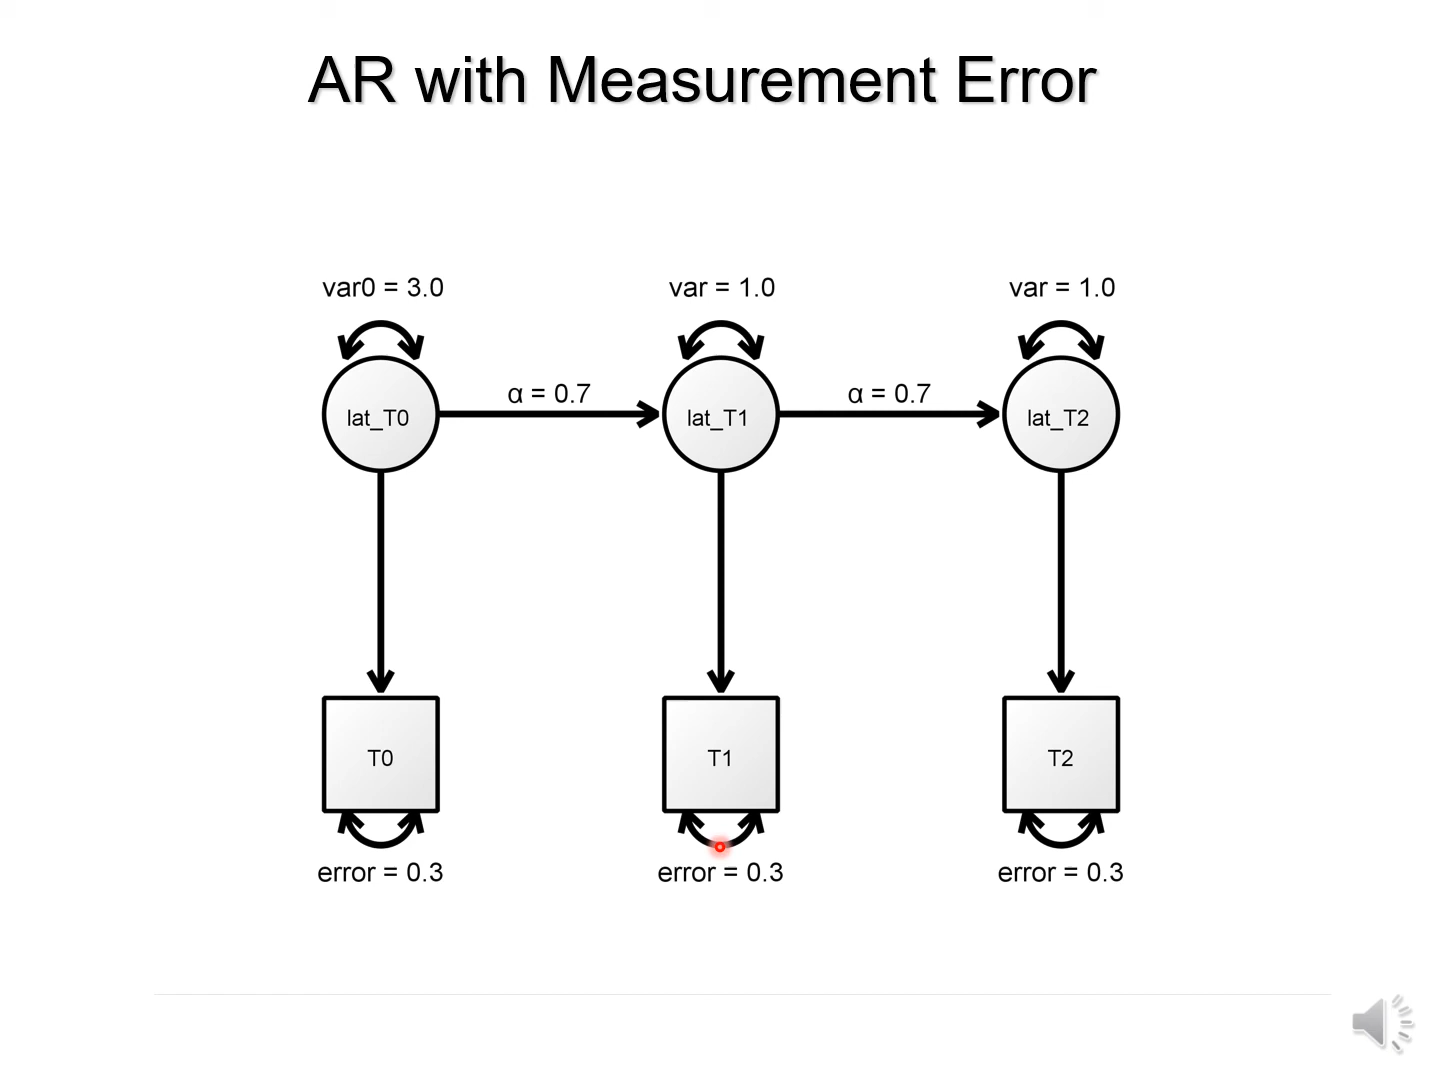 AR with Measurement Error
var0 = 3.0
var = 1.0
var = 1.0
α = 0.7
α = 0.7
lat_T0
lat_T1
lat_T2
T0
T1
T2
error = 0.3
error = 0.3
error = 0.3